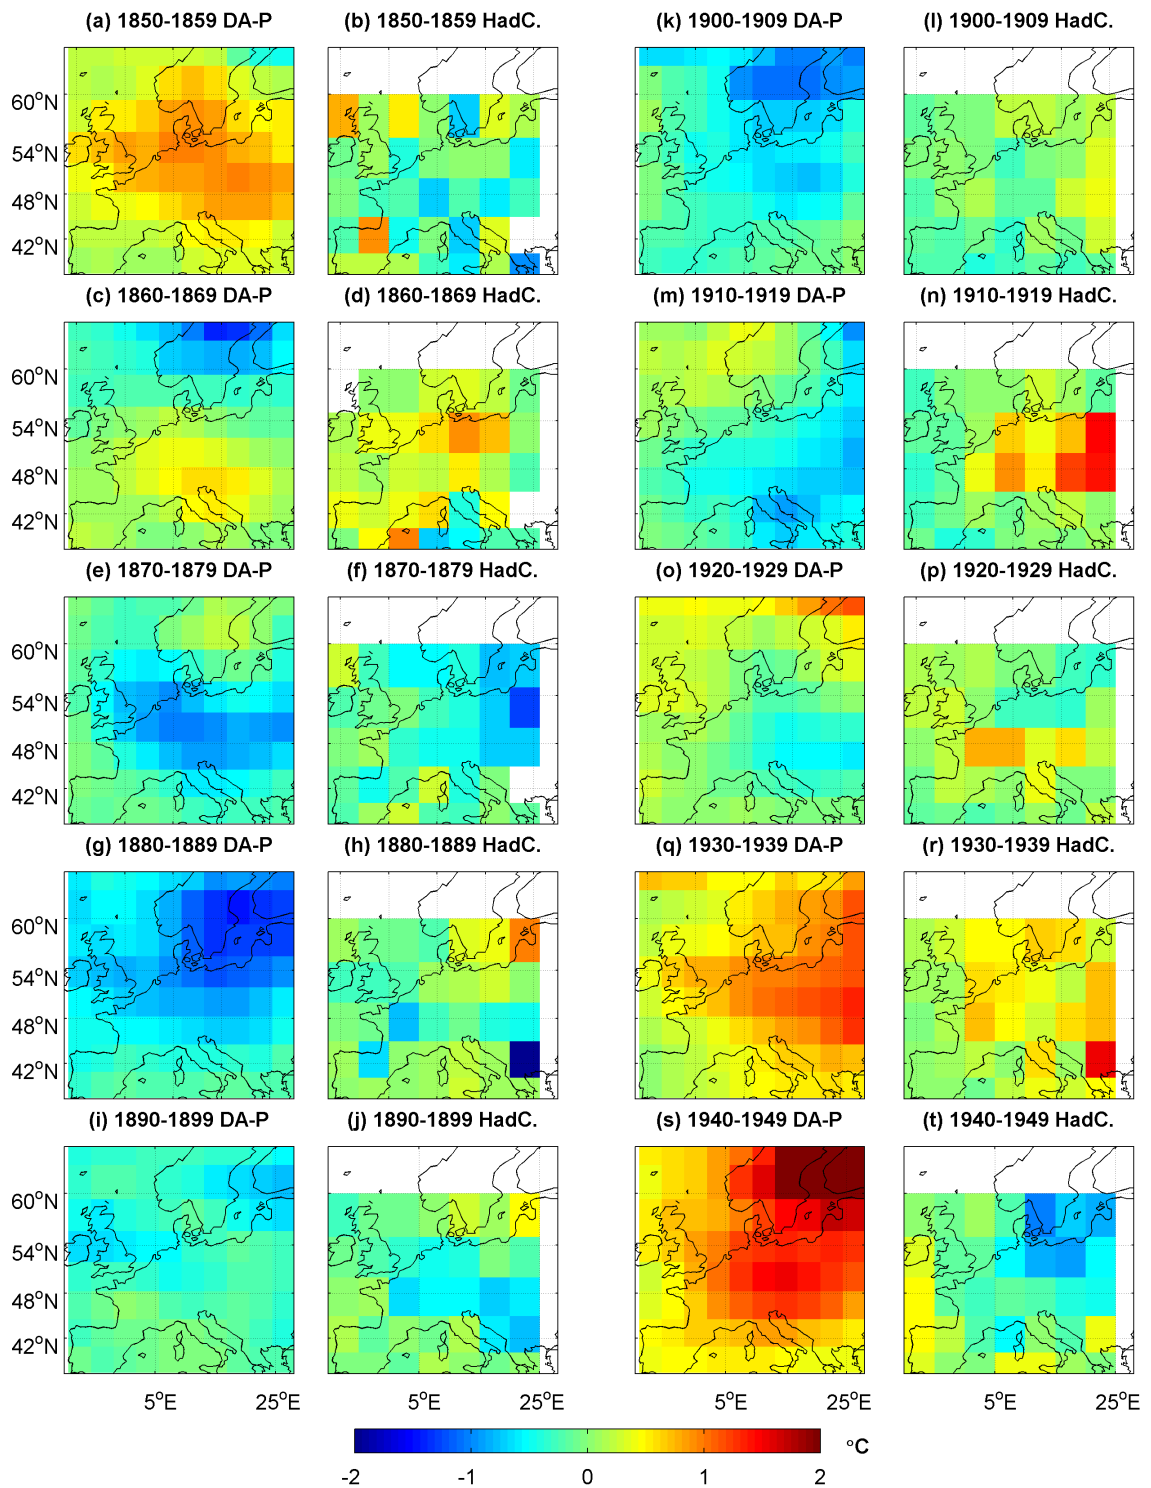 (a) 1850-1859 DA-P (b) 1850-1859 HadC. (k) 1900-1909 DA-P (l) 1900-1909 HadC.
60°N
54°N
48°N
42°N
(c) 1860-1869 DA-P (d) 1860-1869 HadC. (m) 1910-1919 DA-P (n) 1910-1919 HadC.
60°N
54°N
48°N
42°N
(e) 1870-1879 DA-P (f) 1870-1879 HadC. (o) 1920-1929 DA-P (p) 1920-1929 HadC.
60°N
54°N
48°N
42°N
(g) 1880-1889 DA-P (h) 1880-1889 HadC. (q) 1930-1939 DA-P (r) 1930-1939 HadC.
60°N
54°N
48°N
42°N
(i) 1890-1899 DA-P (j) 1890-1899 HadC. (s) 1940-1949 DA-P (t) 1940-1949 HadC.
60°N
54°N
48°N
42°N
5°E 25°E 5°E 25°E 5°E 25°E 5°E 25°E
°C
-2 -1 0 1 2